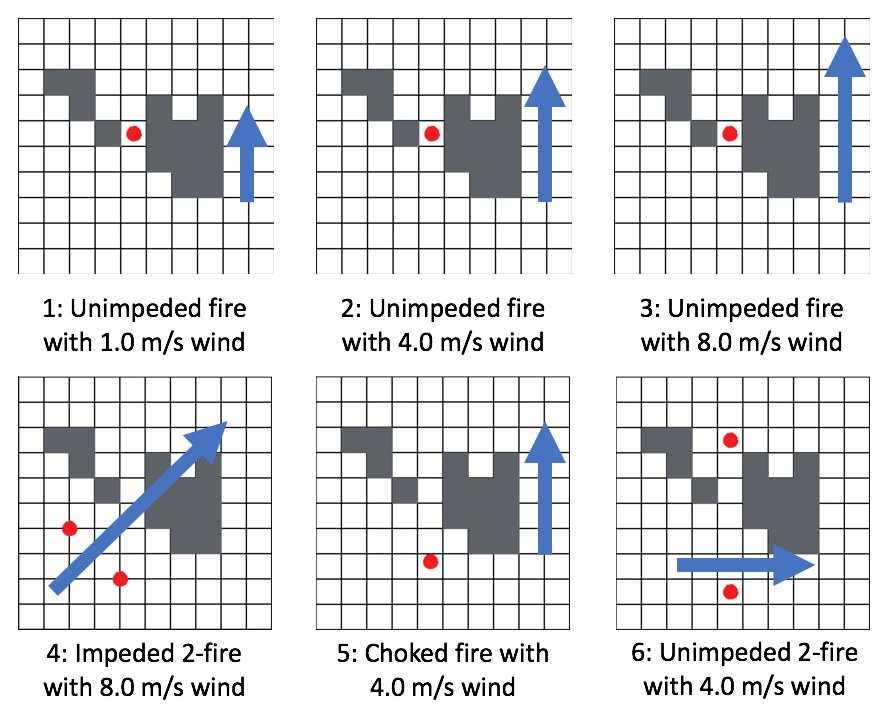 1: Unimpeded fire
with 1.0 m/s wind
2: Unimpeded fire
with 4.0 m/s wind
3: Unimpeded fire
with 8.0 m/s wind
4: Impeded 2-fire
with 8.0 m/s wind
5: Choked fire with
4.0 m/s wind
6: Unimpeded 2-fire
with 4.0 m/s wind